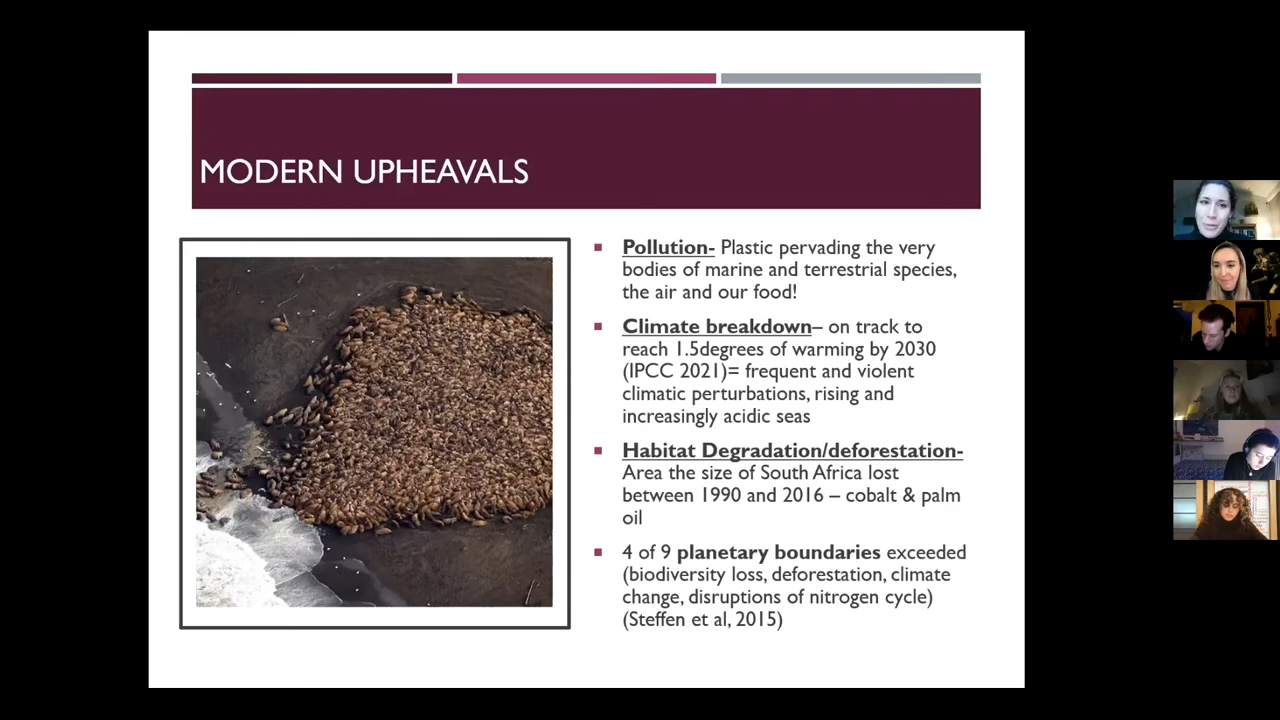 MODERN UPHEAVALS
Pollution- Plastic pervading the very
bodies of marine and terrestrial species,
the air and our food!
Climate breakdown– on track to
reach 1.5degrees of warming by 2030
(IPCC 2021)= frequent and violent
climatic perturbations, rising and
increasingly acidic seas
Habitat Degradation/deforestation-
Area the size of South Africa lost
between 1990 and 2016 – cobalt & palm
oil
4 of 9 planetary boundaries exceeded
(biodiversity loss, deforestation, climate
change, disruptions of nitrogen cycle)
(Steffen et al, 2015)